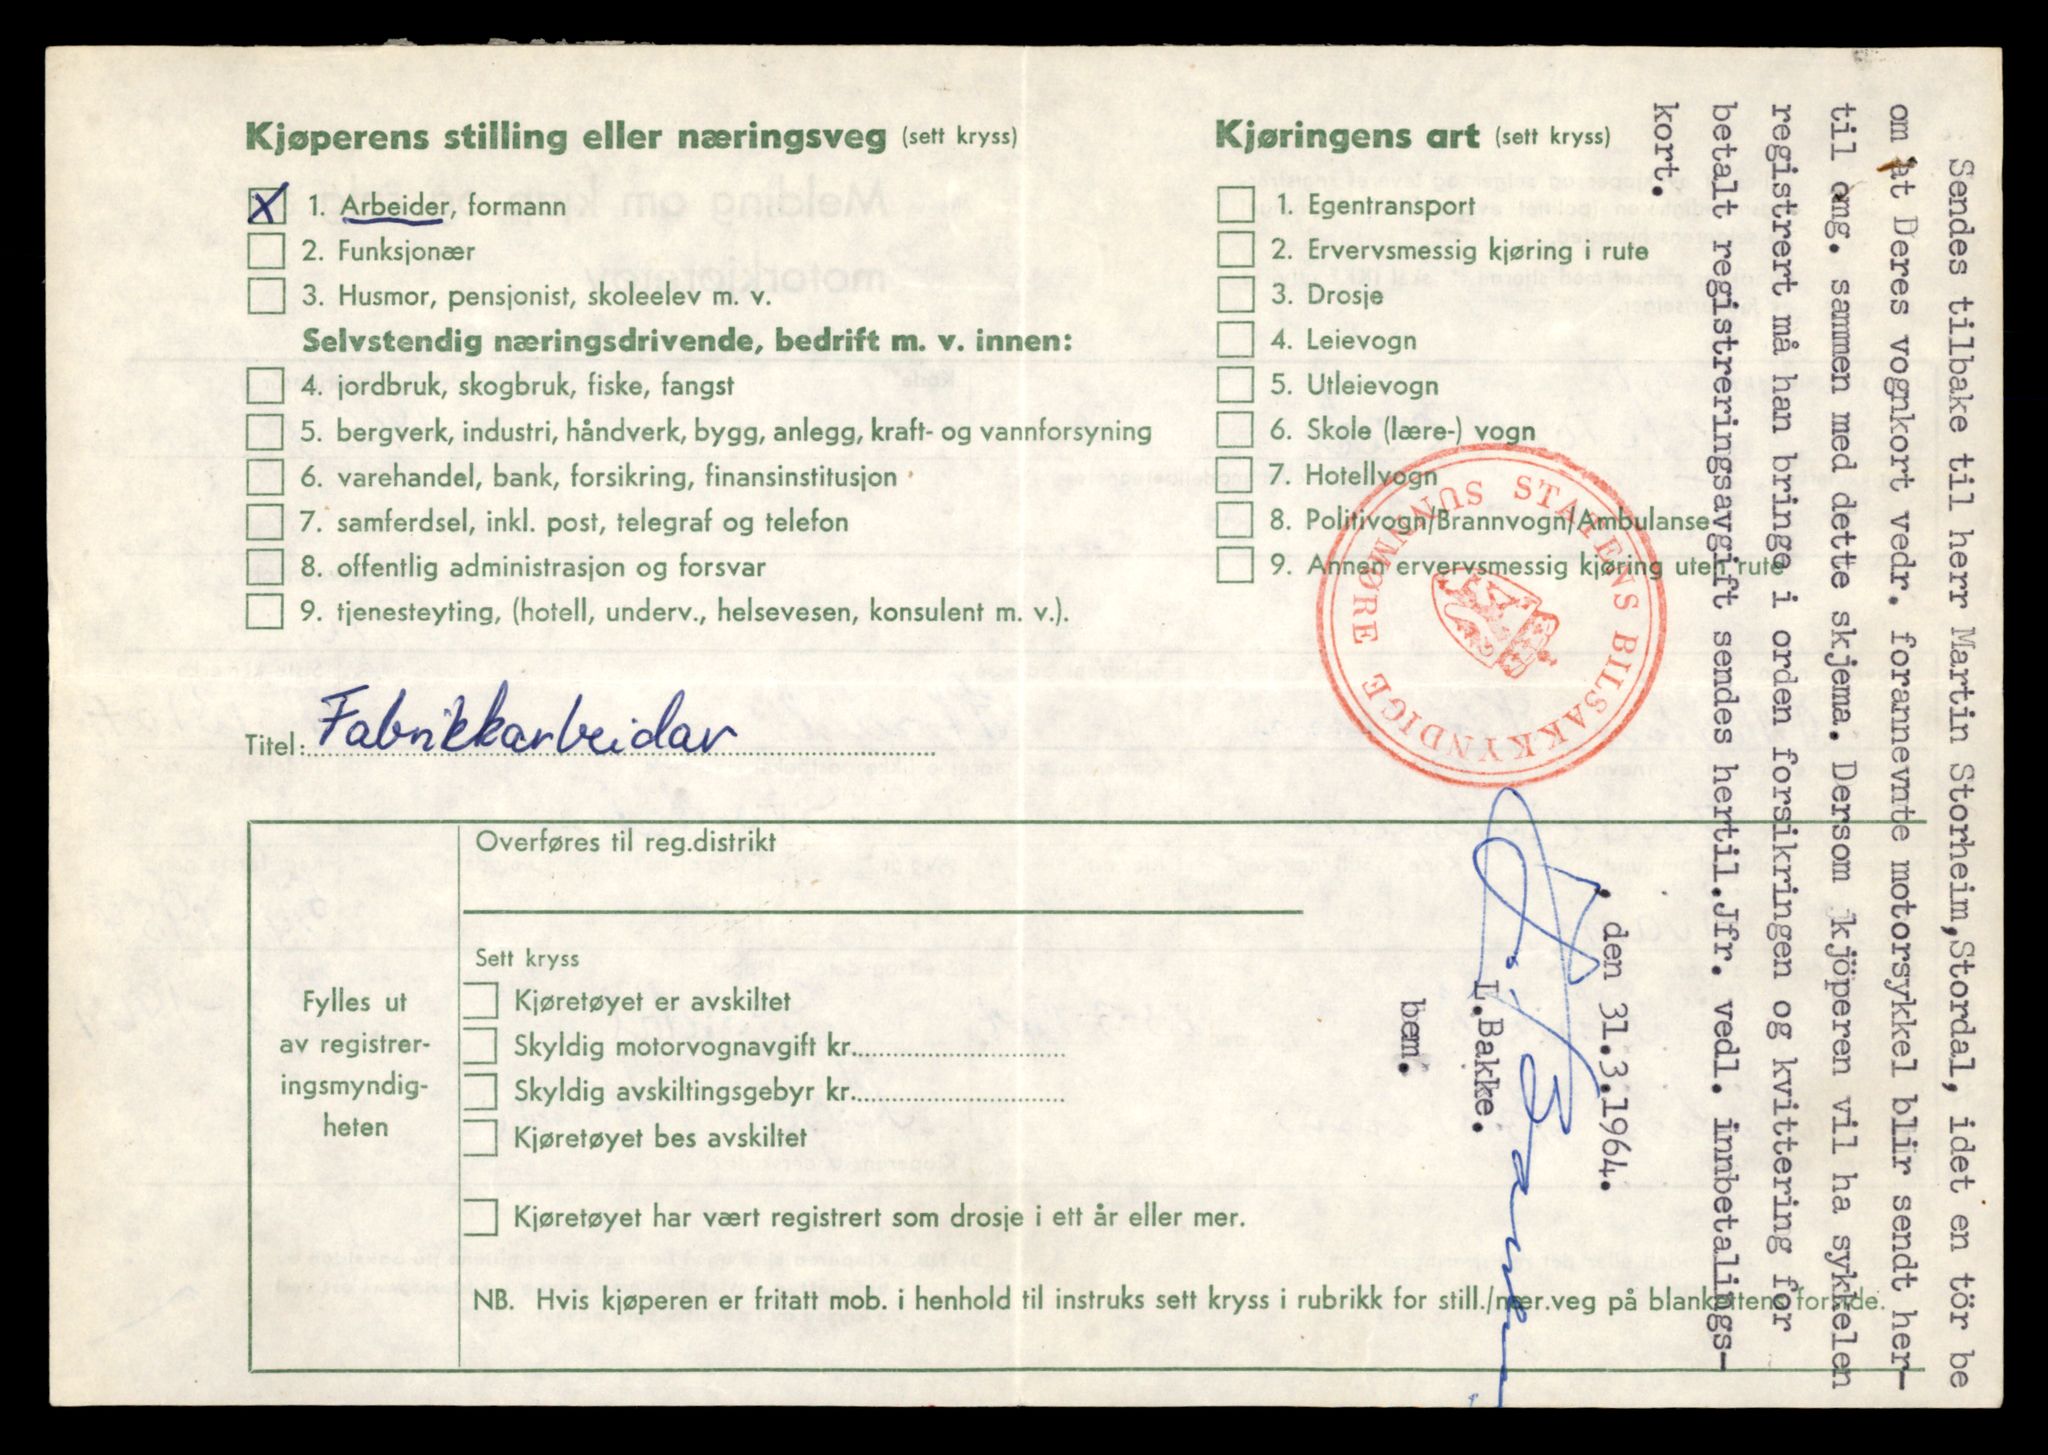 Kjøperens stilling eller næringsveg (sett kryss)
X 1. Arbeider, formann
2. Funksjonær
3. Husmor, pensjonist, skoleelev m. v.
Selvstendig næringsdrivende, bedrift m. v. innen:
4. jordbruk, skogbruk, fiske, fangst
5. bergverk, industri, håndverk, bygg, anlegg, kraft- og vannforsyning
6. varehandel, bank, forsikring, finansinstitusjon
7. samferdsel, inkl. post, telegraf og telefon
8. offentlig administrasjon og forsvar
9. tjenesteyting, (hotell, underv., helsevesen, konsulent m. v.).
Titel: Fabrikkarbeidar
Kjøringens art (sett kryss)
1. Egentransport
2. Ervervsmessig kjøring i rute
3. Drosje
4. Leievogn
5. Utleievogn
6. Skole (lære-) vogn
7. Hotellvogn
8. Politivogn/Brannvogn/Ambulanse
9. Annen ervervsmessig kjøring uten rute
STATENS BILSAKKYNDIGE
SUNNMØRE
Fylles ut
av registrer-
ingsmyndig-
heten
Overføres til reg.distrikt
Sett kryss
Kjøretøyet er avskiltet
Skyldig motorvognavgift kr.
Skyldig avskiltingsgebyr kr.
Kjøretøyet bes avskiltet
Kjøretøyet har vært registrert som drosje i ett år eller mer.
NB. Hvis kjøperen er fritatt mob. i henhold til instruks sett kryss i rubrikk for still./nær.veg på blankettens forside.
Sendes tilbake til herr Martin Storheim,Stordal, idet en tör be
om at Deres vognkort vedr. forannevnte motorsykkel blir sendt her-
til omg. sammen med dette skjema. Dersom kjöperen vil ha sykkelen
registrert må han bringe i orden forsikringen og kvittering for
betalt registreringsavgift sendes hertil.Jfr. vedl. innbetalings-
kort.
. den 31.3.1964.
L.Bakke.
bem.